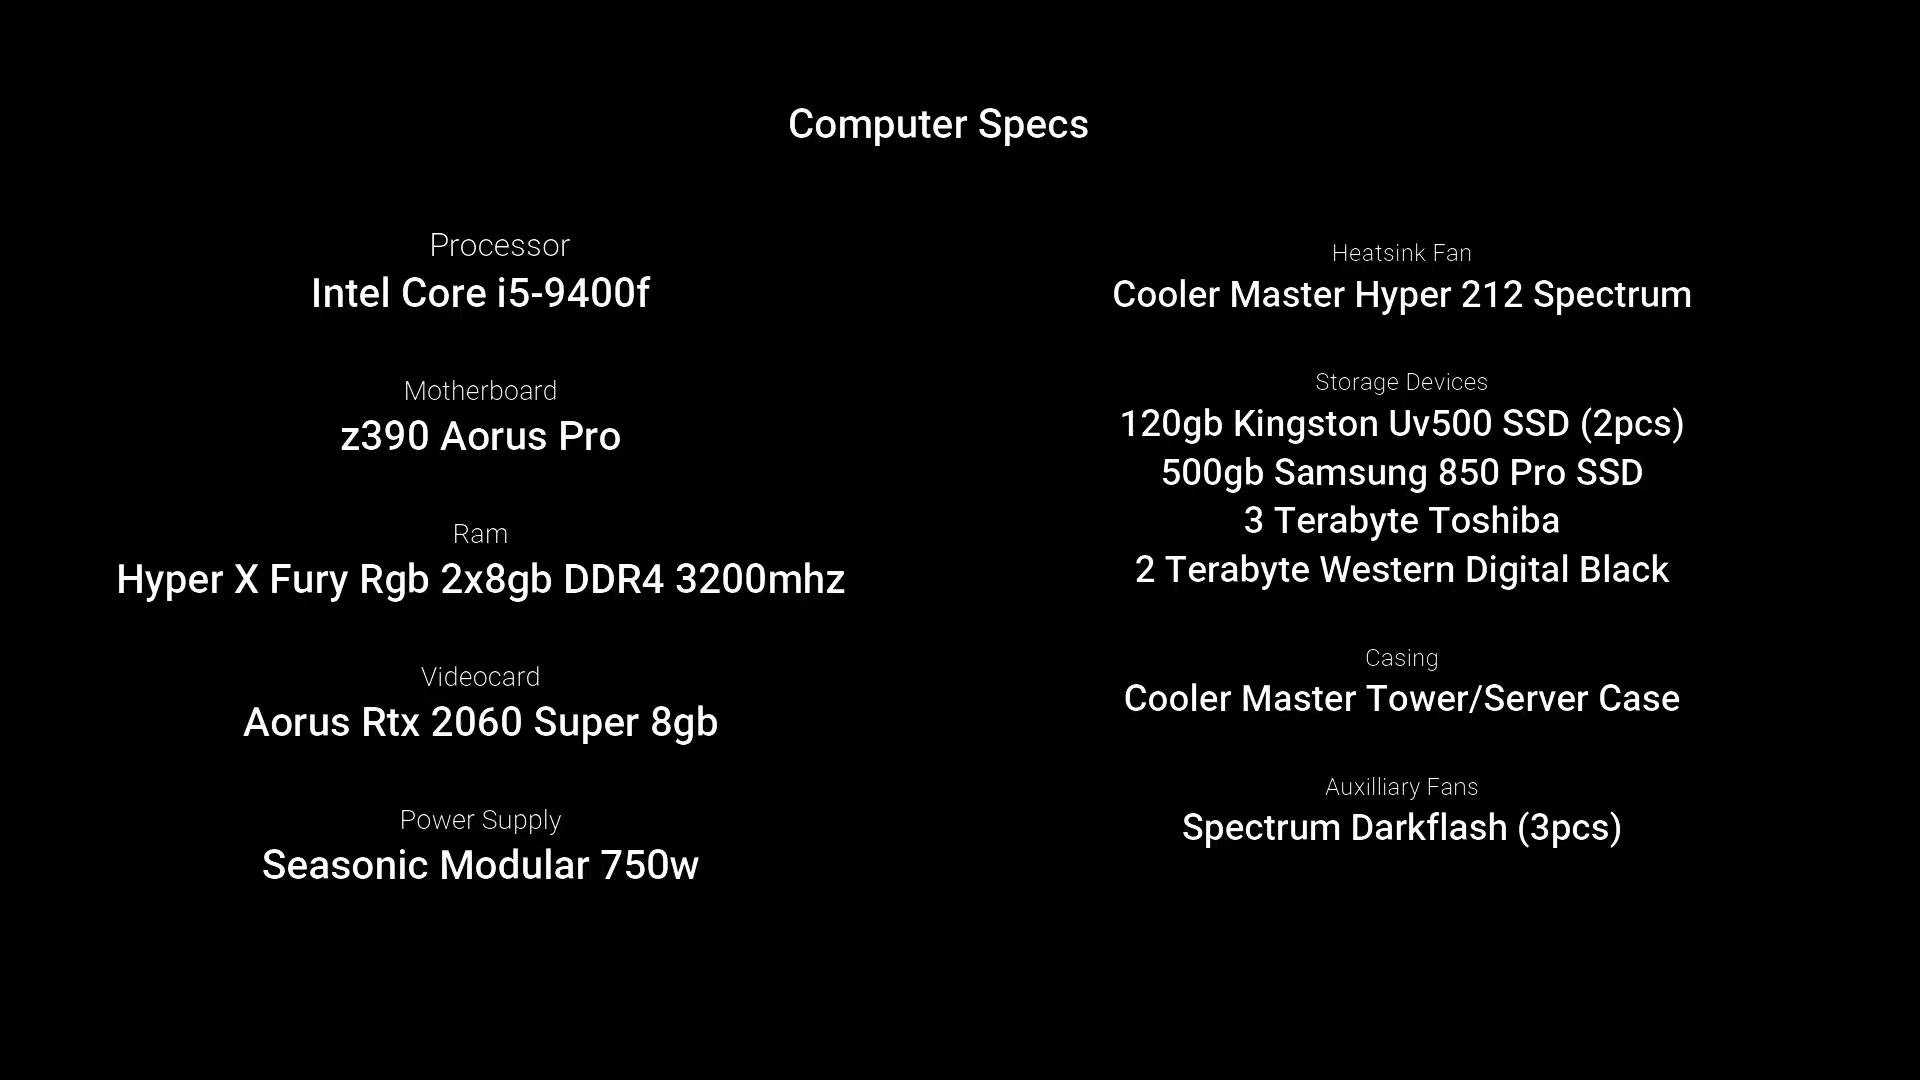 Computer Specs
Processor
Intel Core i5-9400f
Motherboard
z390 Aorus Pro
Ram
Hyper X Fury Rgb 2x8gb DDR4 3200mhz
Videocard
Aorus Rtx 2060 Super 8gb
Power Supply
Seasonic Modular 750w
Heatsink Fan
Cooler Master Hyper 212 Spectrum
Storage Devices
120gb Kingston Uv500 SSD (2pcs)
500gb Samsung 850 Pro SSD
3 Terabyte Toshiba
2 Terabyte Western Digital Black
Casing
Cooler Master Tower/Server Case
Auxilliary Fans
Spectrum Darkflash (3pcs)